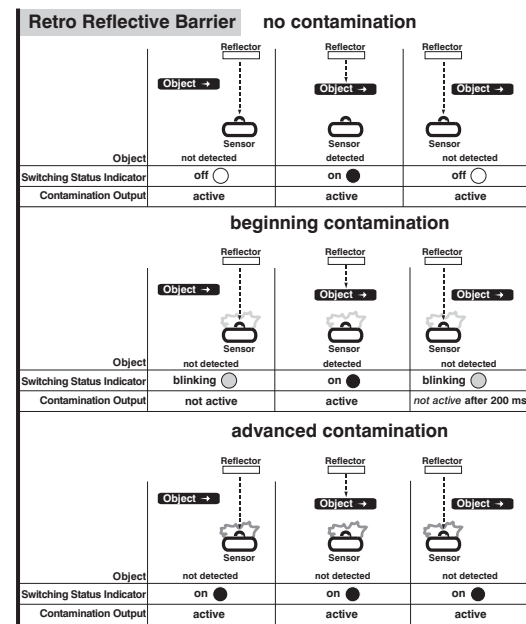 Retro Reflective Barrier no contamination
Reflector Reflector Reflector
Object → Object → Object →
Sensor Sensor Sensor
Object not detected detected not detected
Switching Status Indicator off on off
Contamination Output active active active
beginning contamination
Reflector Reflector Reflector
Object → Object → Object →
Sensor Sensor Sensor
Object not detected detected not detected
Switching Status Indicator blinking on blinking
Contamination Output not active active not active after 200 ms
advanced contamination
Reflector Reflector Reflector
Object → Object → Object →
Sensor Sensor Sensor
Object not detected not detected not detected
Switching Status Indicator on on on
Contamination Output active active active